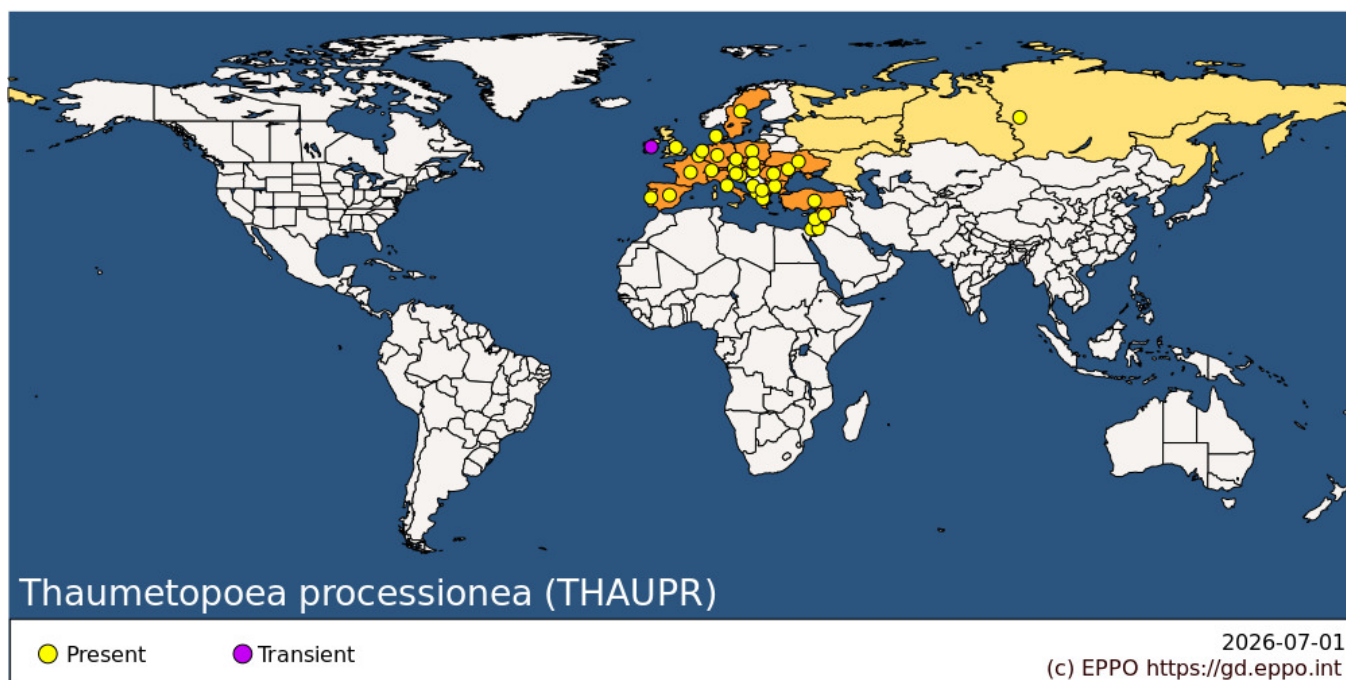 Thaumetopoea processionea (THAUPR)
Present
Transient
2026-07-01
(c) EPPO https://gd.eppo.int